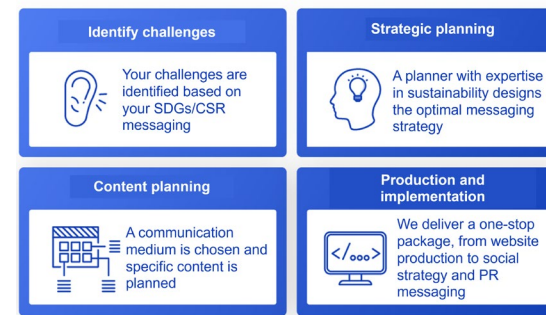 Identify challenges
Your challenges are
identified based on
your SDGs/CSR
messaging
Strategic planning
A planner with expertise
in sustainability designs
the optimal messaging
strategy
Content planning
A communication
medium is chosen and
specific content is
planned
Production and
implementation
</...>
We deliver a one-stop
package, from website
production to social
strategy and PR
messaging